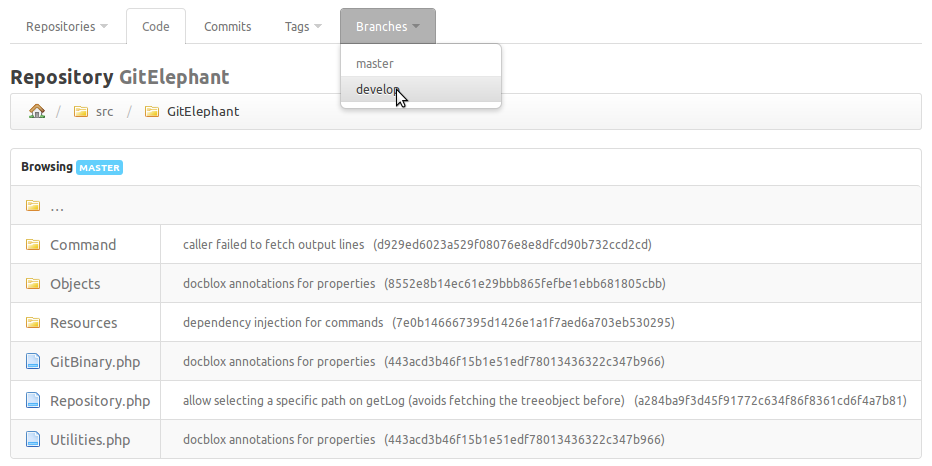 Repositories Code Commits Tags Branches
master
develop
Repository GitElephant
/ src / GitElephant
Browsing MASTER
...
Command caller failed to fetch output lines (d929ed6023a529f08076e8e8dfcd90b732ccd2cd)
Objects docblox annotations for properties (8552e8b14ec61e29bbb865fefbe1ebb681805cbb)
Resources dependency injection for commands (7e0b146667395d1426e1a1f7aed6a703eb530295)
GitBinary.php docblox annotations for properties (443acd3b46f15b1e51edf78013436322c347b966)
Repository.php allow selecting a specific path on getLog (avoids fetching the treeobject before) (a284ba9f3d45f91772c634f86f8361cd6f4a7b81)
Utilities.php docblox annotations for properties (443acd3b46f15b1e51edf78013436322c347b966)